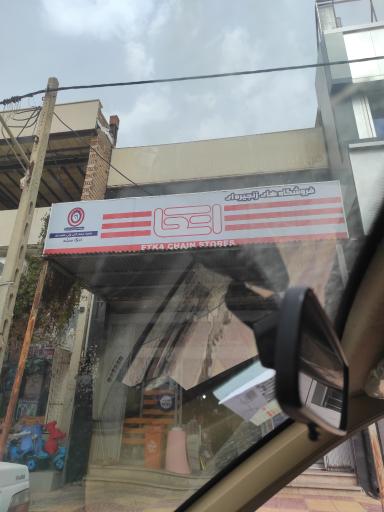 فروشگاه های زنجیره‌ای
اتکا
ETKA CHAIN STORES